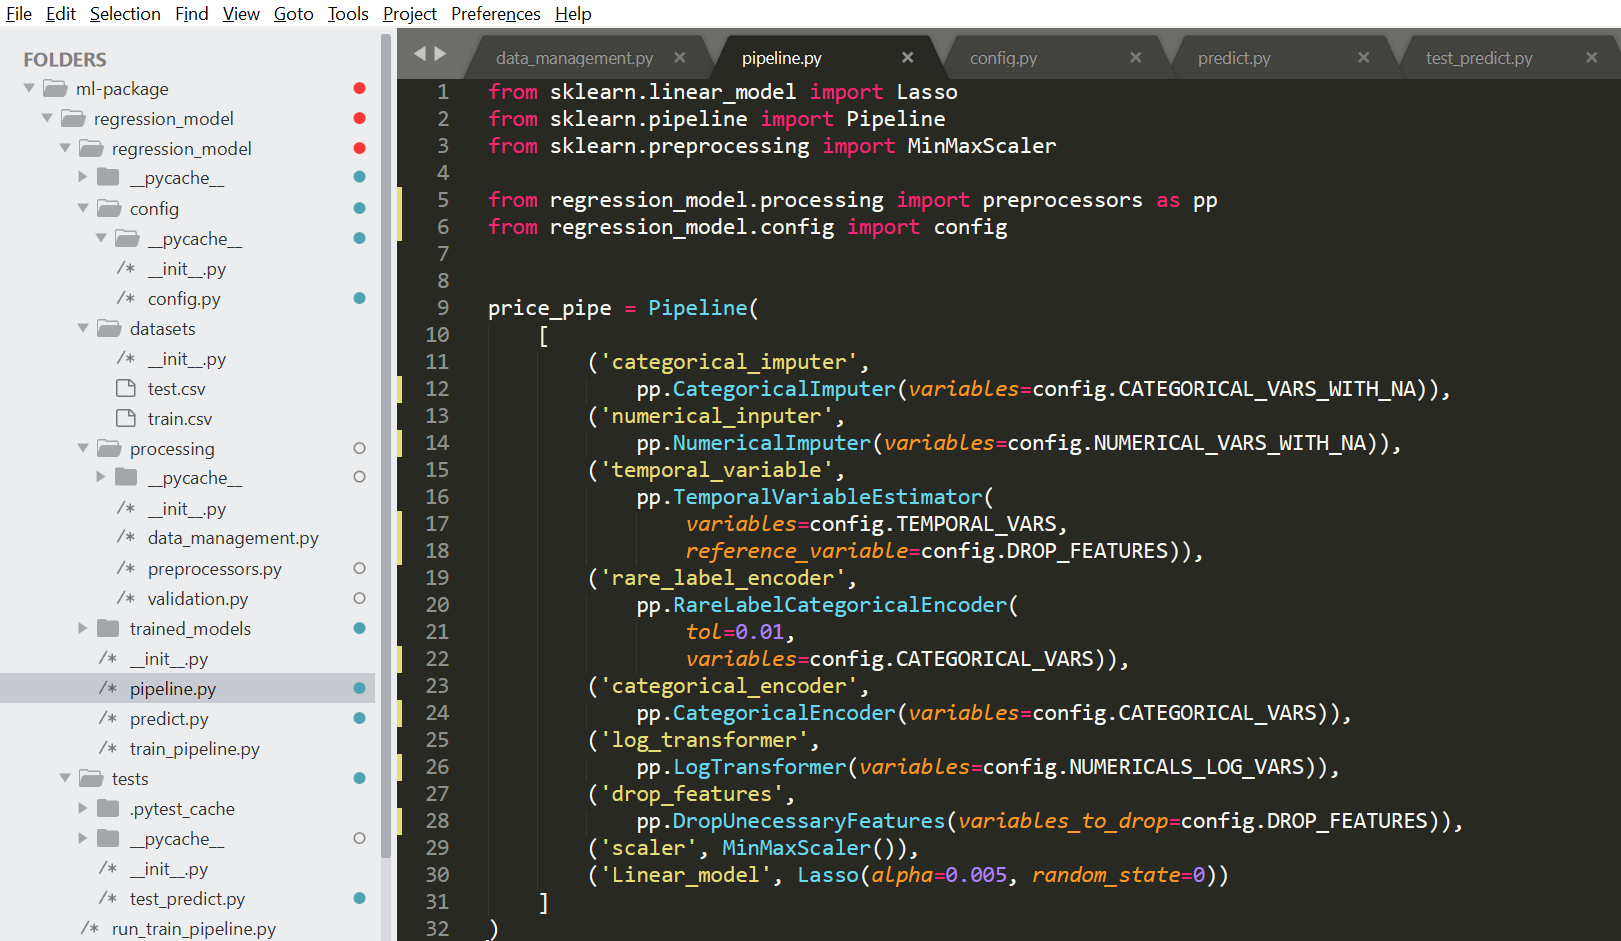 File Edit Selection Find View Goto Tools Project Preferences Help
FOLDERS
ml-package
regression_model
regression_model
__pycache__
config
__pycache__
/* __init__.py
/* config.py
datasets
/* __init__.py
test.csv
train.csv
processing
__pycache__
/* __init__.py
/* data_management.py
/* preprocessors.py
/* validation.py
trained_models
/* __init__.py
/* pipeline.py
/* predict.py
/* train_pipeline.py
tests
.pytest_cache
__pycache__
/* __init__.py
/* test_predict.py
/* run_train_pipeline.py
data_management.py × pipeline.py × config.py × predict.py × test_predict.py ×
1 from sklearn.linear_model import Lasso
2 from sklearn.pipeline import Pipeline
3 from sklearn.preprocessing import MinMaxScaler
4
5 from regression_model.processing import preprocessors as pp
6 from regression_model.config import config
7
8
9 price_pipe = Pipeline(
10     [
11         ('categorical_imputer',
12             pp.CategoricalImputer(variables=config.CATEGORICAL_VARS_WITH_NA)),
13         ('numerical_inputer',
14             pp.NumericalImputer(variables=config.NUMERICAL_VARS_WITH_NA)),
15         ('temporal_variable',
16             pp.TemporalVariableEstimator(
17                 variables=config.TEMPORAL_VARS,
18                 reference_variable=config.DROP_FEATURES)),
19         ('rare_label_encoder',
20             pp.RareLabelCategoricalEncoder(
21                 tol=0.01,
22                 variables=config.CATEGORICAL_VARS)),
23         ('categorical_encoder',
24             pp.CategoricalEncoder(variables=config.CATEGORICAL_VARS)),
25         ('log_transformer',
26             pp.LogTransformer(variables=config.NUMERICALS_LOG_VARS)),
27         ('drop_features',
28             pp.DropUnecessaryFeatures(variables_to_drop=config.DROP_FEATURES)),
29         ('scaler', MinMaxScaler()),
30         ('Linear_model', Lasso(alpha=0.005, random_state=0))
31     ]
32 )